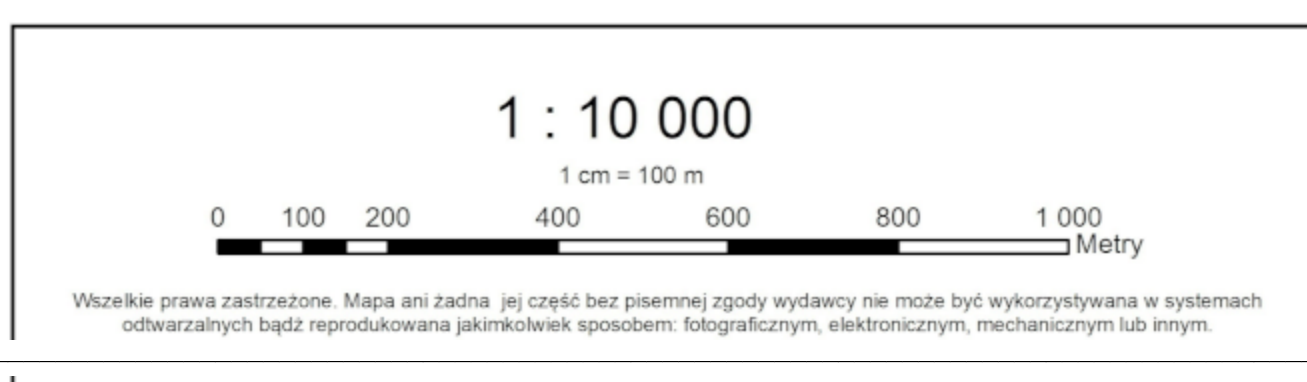 1 : 10 000
1 cm = 100 m
0 100 200 400 600 800 1 000
Metry
Wszelkie prawa zastrzeżone. Mapa ani żadna jej część bez pisemnej zgody wydawcy nie może być wykorzystywana w systemach
odtwarzalnych bądż reprodukowana jakimkolwiek sposobem: fotograficznym, elektronicznym, mechanicznym lub innym.